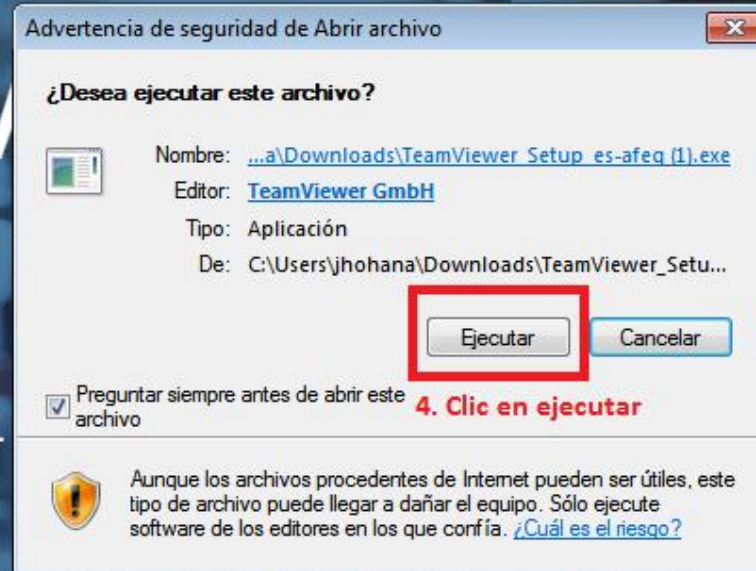 Advertencia de seguridad de Abrir archivo
¿Desea ejecutar este archivo?
Nombre: ...a\Downloads\TeamViewer_Setup_es-afeq (1).exe
Editor: TeamViewer GmbH
Tipo: Aplicación
De: C:\Users\jhohana\Downloads\TeamViewer_Setu...
Ejecutar Cancelar
Preguntar siempre antes de abrir este
archivo
4. Clic en ejecutar
Aunque los archivos procedentes de Internet pueden ser útiles, este
tipo de archivo puede llegar a dañar el equipo. Sólo ejecute
software de los editores en los que confía. ¿Cuál es el riesgo?